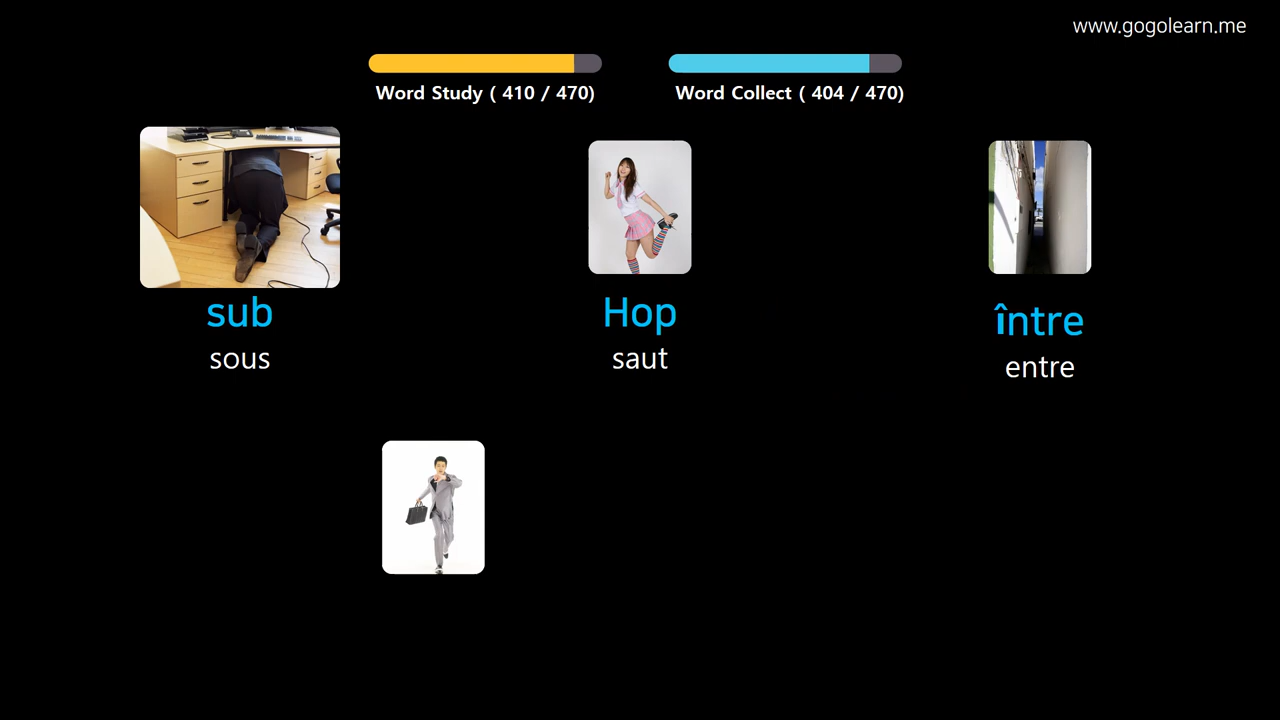 www.gogolearn.me
Word Study ( 410 / 470)
Word Collect ( 404 / 470)
sub
sous
Hop
saut
între
entre